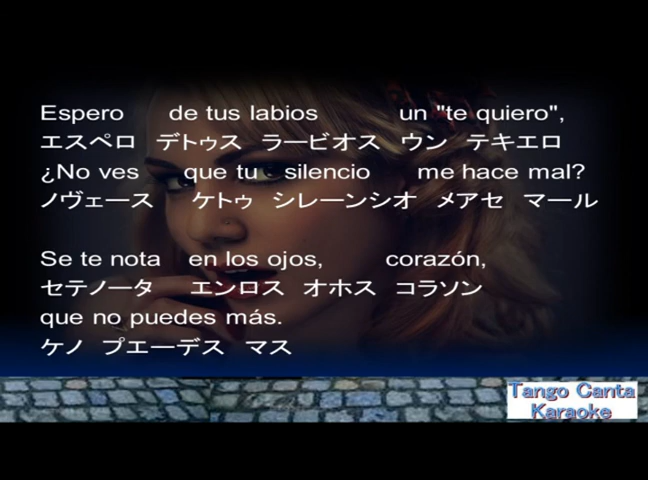 Espero de tus labios un "te quiero",
エスペロ デトゥス ラービオス ウン テキエロ
¿No ves que tu silencio me hace mal?
ノヴェース ケトゥ シレーンシオ メアセ マール
Se te nota en los ojos, corazón,
セテノータ エンロス オホス コラソン
que no puedes más.
ケノ プエーデス マス
Tango Canta
Karaoke